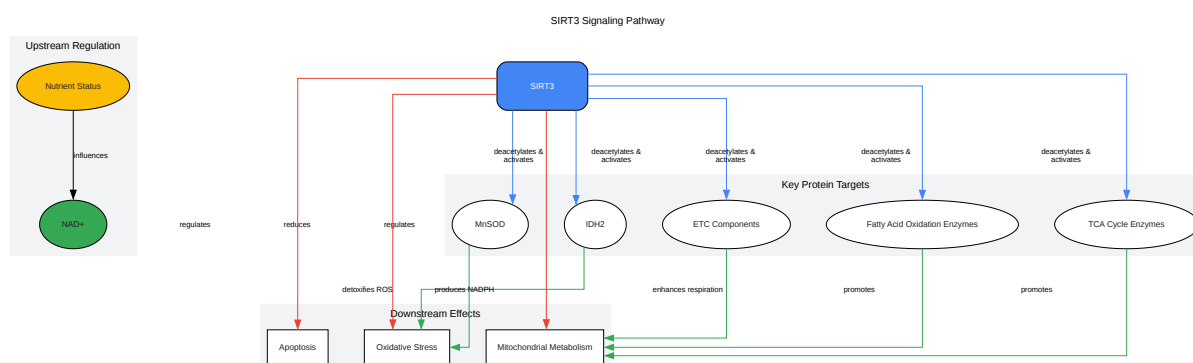 SIRT3 Signaling Pathway
Upstream Regulation
Nutrient Status
SIRT3
influences
deacetylates &
activates
deacetylates &
activates
deacetylates &
activates
deacetylates &
activates
deacetylates &
activates
Key Protein Targets
NAD+
regulates
reduces
regulates
MnSOD
IDH2
ETC Components
Fatty Acid Oxidation Enzymes
TCA Cycle Enzymes
detoxifies ROS
produces NADPH
enhances respiration
promotes
promotes
Downstream Effects
Apoptosis
Oxidative Stress
Mitochondrial Metabolism